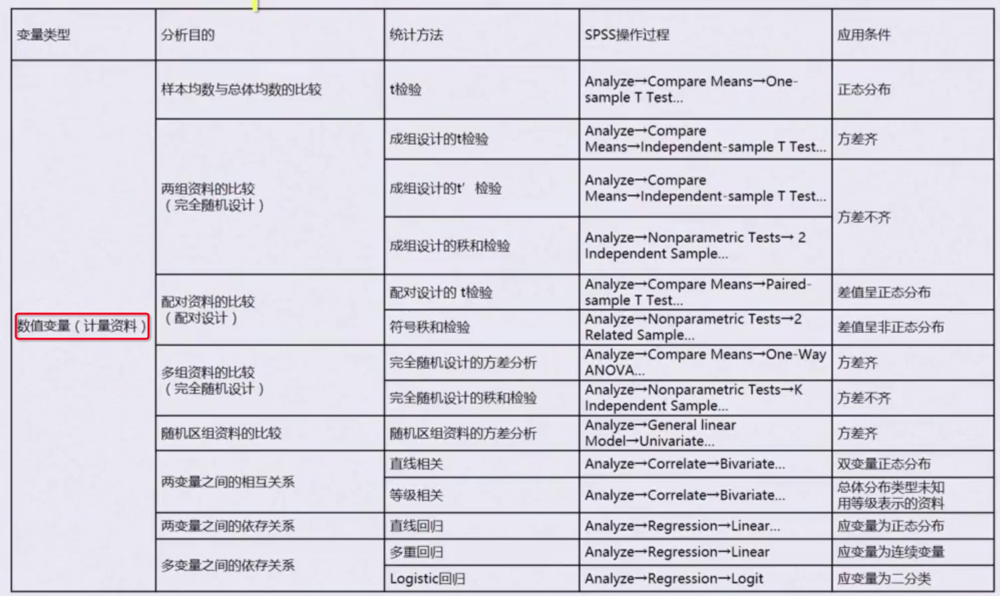 变量类型
分析目的
统计方法
SPSS操作过程
应用条件
数值变量（计量资料）
样本均数与总体均数的比较
t检验
Analyze→Compare Means→One-
sample T Test...
正态分布
两组资料的比较
（完全随机设计）
成组设计的t检验
Analyze→Compare
Means→Independent-sample T Test...
方差齐
成组设计的t’检验
Analyze→Compare
Means→Independent-sample T Test...
方差不齐
成组设计的秩和检验
Analyze→Nonparametric Tests→ 2
Independent Sample...
配对资料的比较
（配对设计）
配对设计的 t检验
Analyze→Compare Means→Paired-
sample T Test...
差值呈正态分布
符号秩和检验
Analyze→Nonparametric Tests→2
Related Sample...
差值呈非正态分布
多组资料的比较
（完全随机设计）
完全随机设计的方差分析
Analyze→Compare Means→One-Way
ANOVA...
方差齐
完全随机设计的秩和检验
Analyze→Nonparametric Tests→K
Independent Sample...
方差不齐
随机区组资料的比较
随机区组资料的方差分析
Analyze→General linear
Model→Univariate...
方差齐
两变量之间的相互关系
直线相关
Analyze→Correlate→Bivariate...
双变量正态分布
等级相关
Analyze→Correlate→Bivariate...
总体分布类型未知
用等级表示的资料
两变量之间的依存关系
直线回归
Analyze→Regression→Linear...
应变量为正态分布
多变量之间的依存关系
多重回归
Analyze→Regression→Linear
应变量为连续变量
Logistic回归
Analyze→Regression→Logit
应变量为二分类